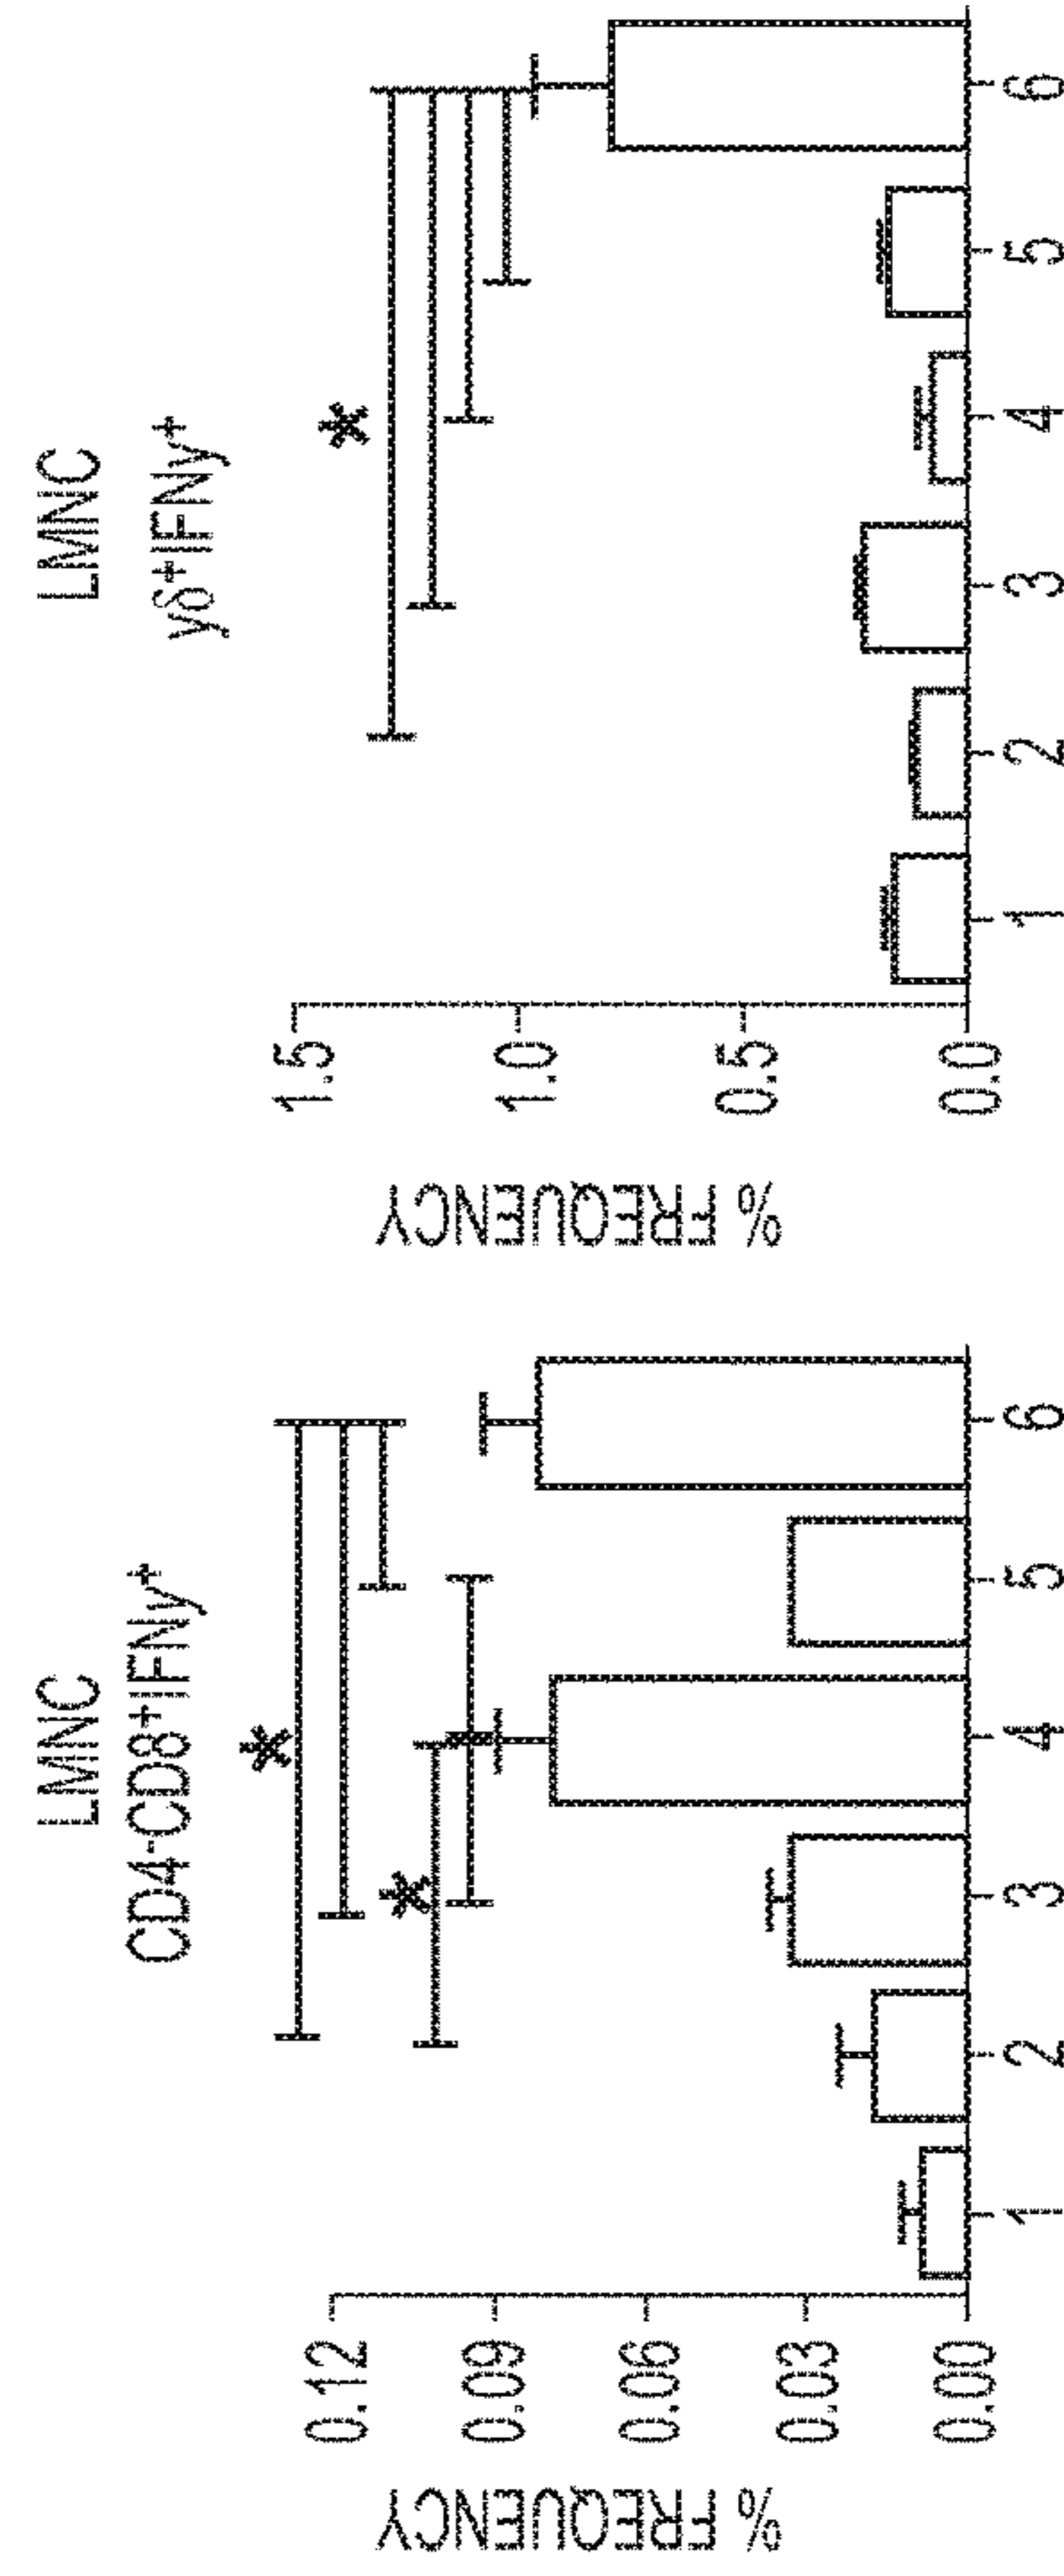 LMNC
CD4-CD8+IFNγ+
% FREQUENCY
0.12
0.09
0.06
0.03
0.00
1 2 3 4 5 6
*
*
LMNC
γδ+IFNγ+
% FREQUENCY
1.5
1.0
0.5
0.0
1 2 3 4 5 6
*